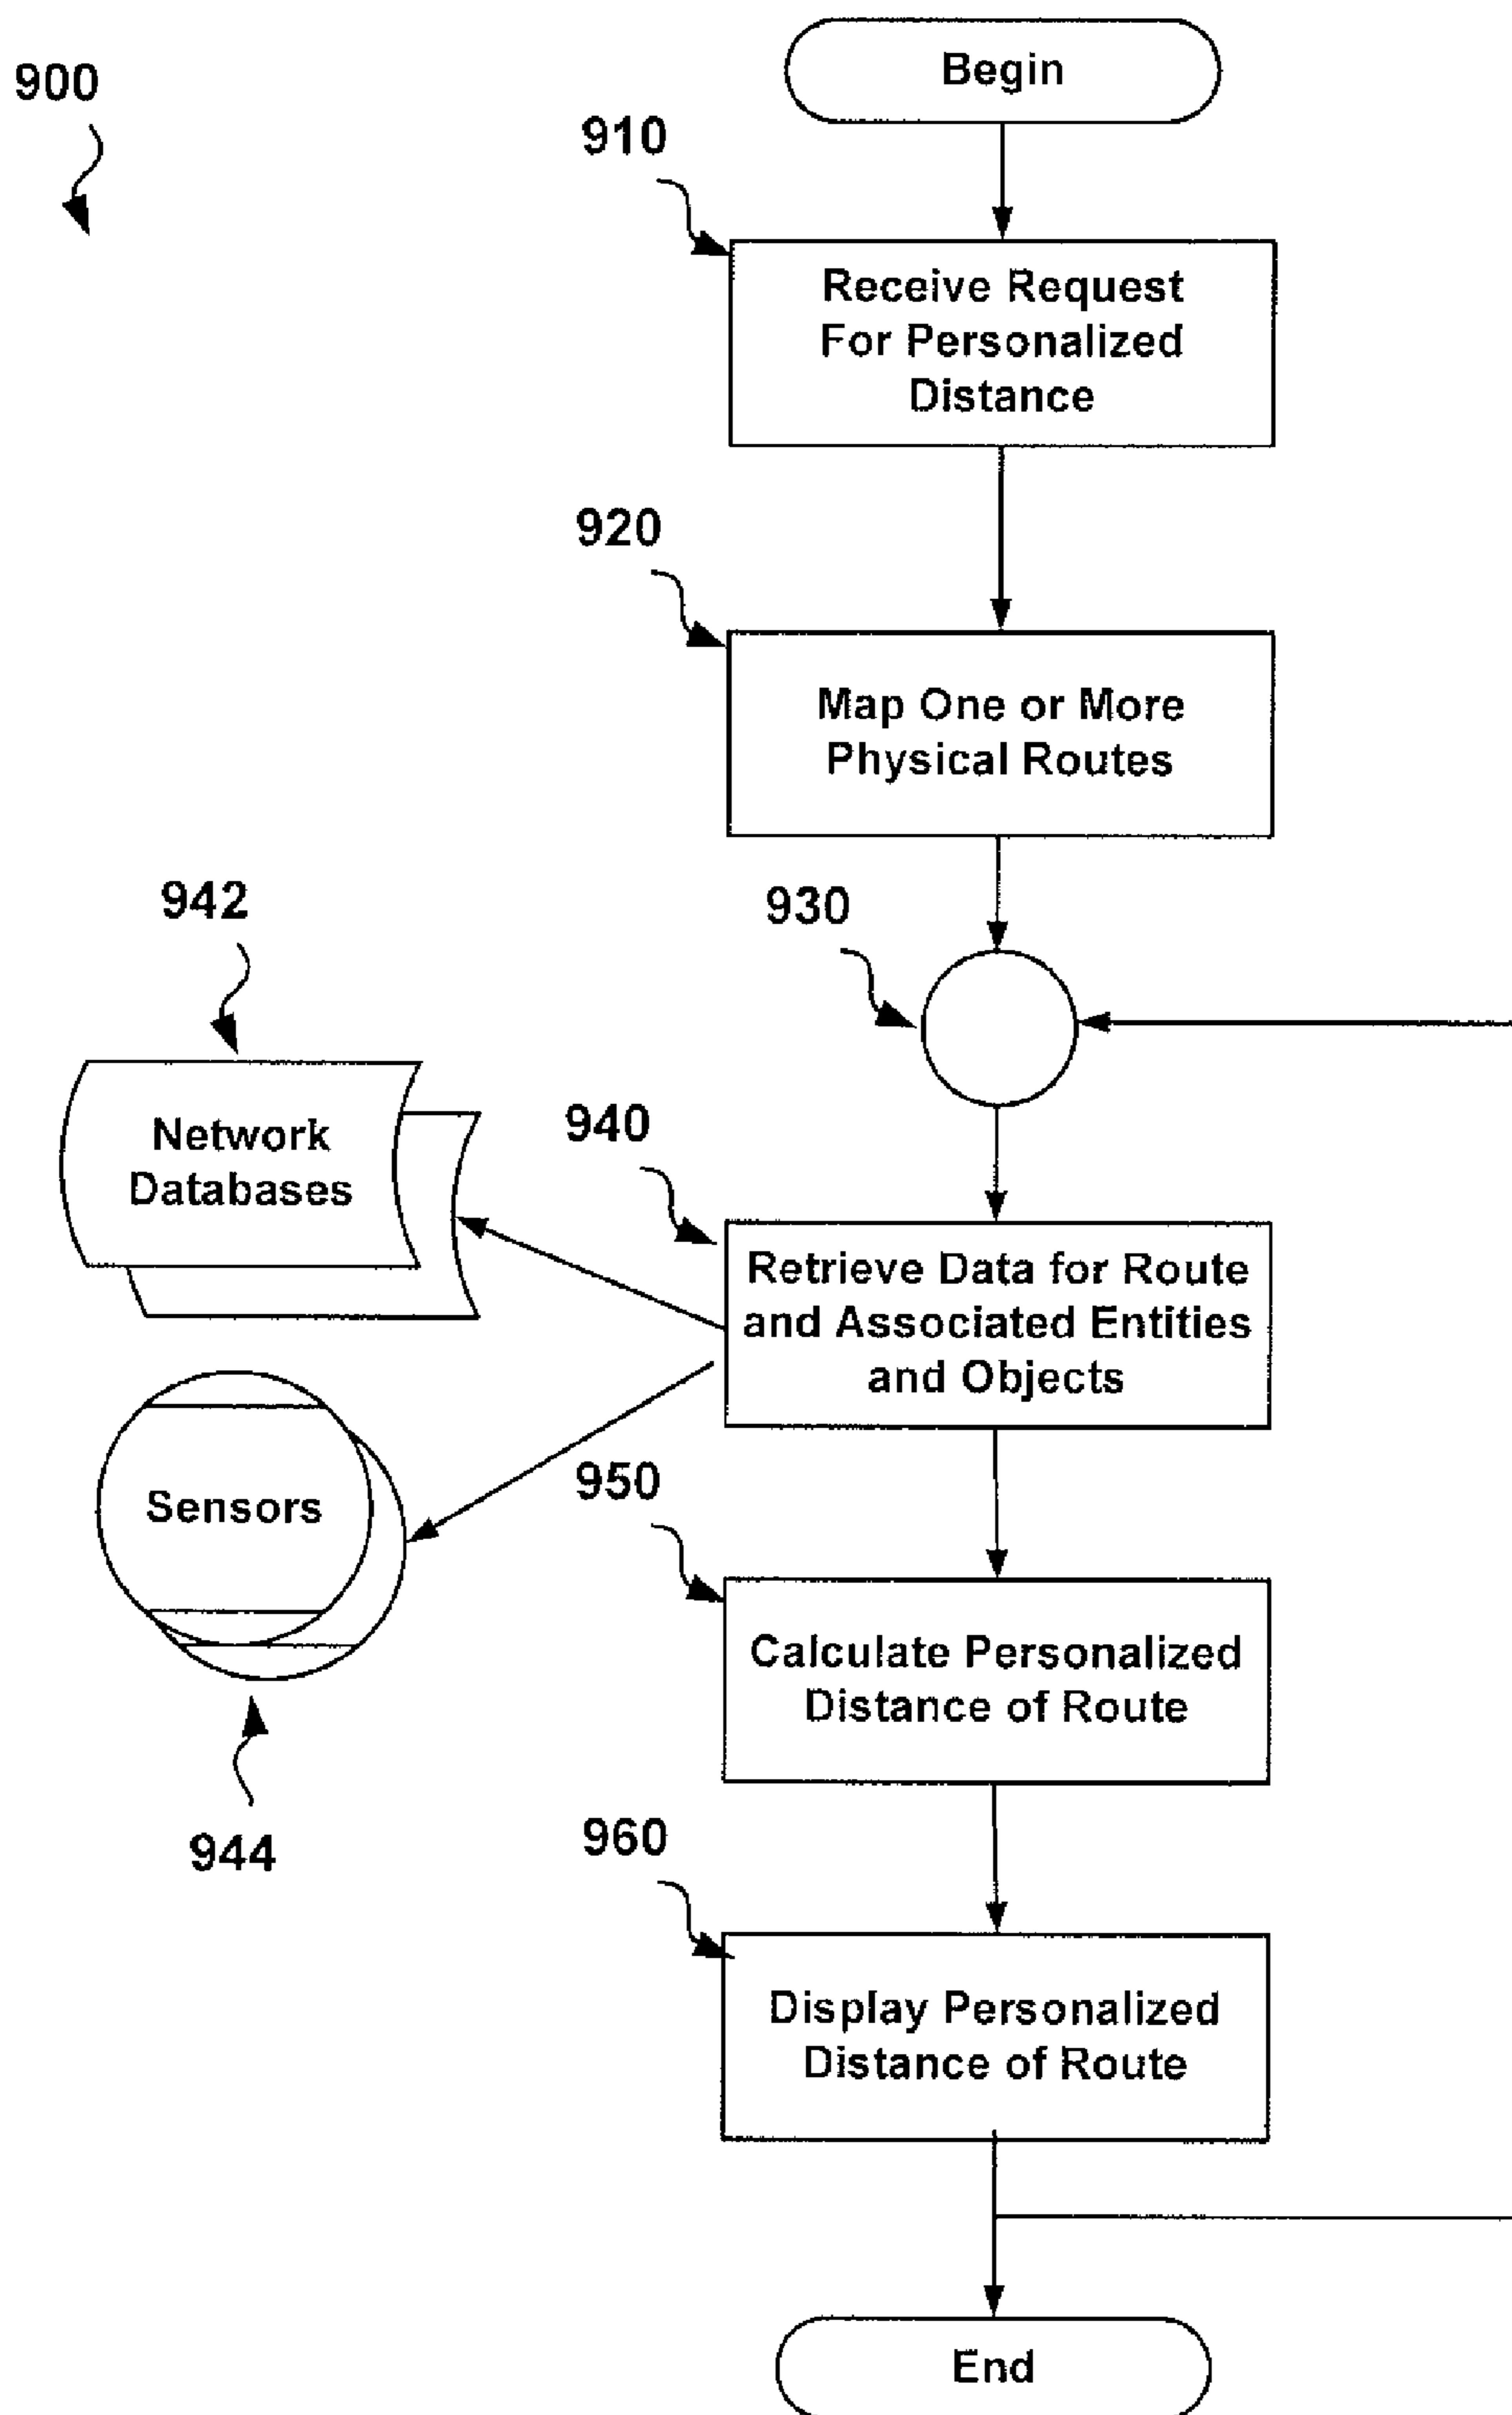 Begin
900
910
Receive Request
For Personalized
Distance
920
Map One or More
Physical Routes
942
930
Network
Databases
940
Retrieve Data for Route
and Associated Entities
and Objects
Sensors
950
Calculate Personalized
Distance of Route
944
960
Display Personalized
Distance of Route
End